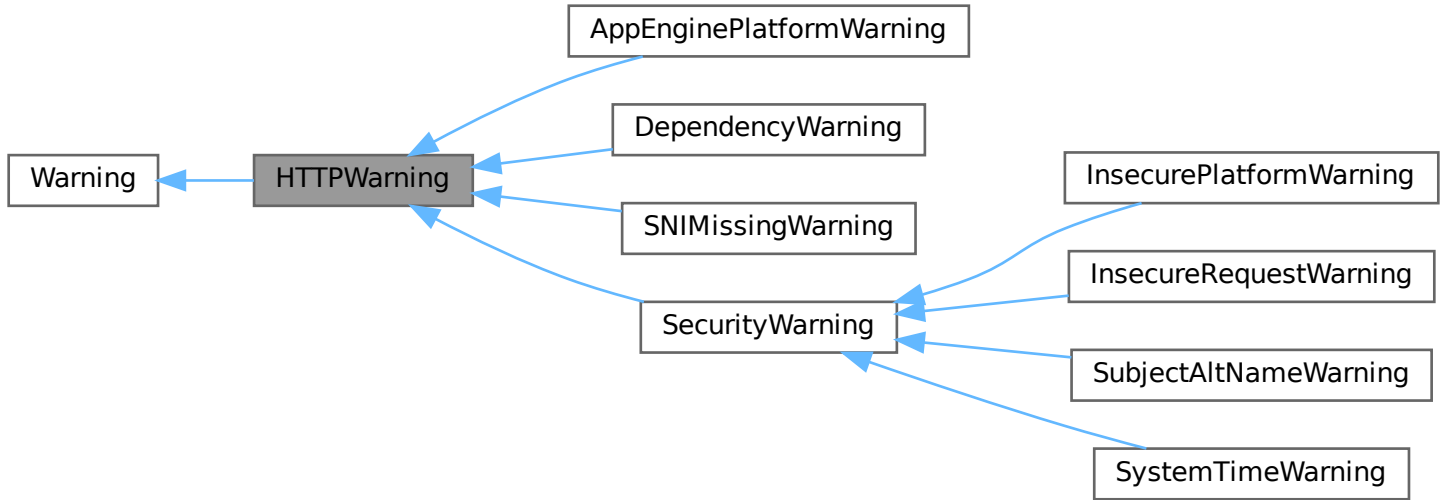 AppEnginePlatformWarning
DependencyWarning
Warning
HTTPWarning
InsecurePlatformWarning
SNIMissingWarning
InsecureRequestWarning
SecurityWarning
SubjectAltNameWarning
SystemTimeWarning